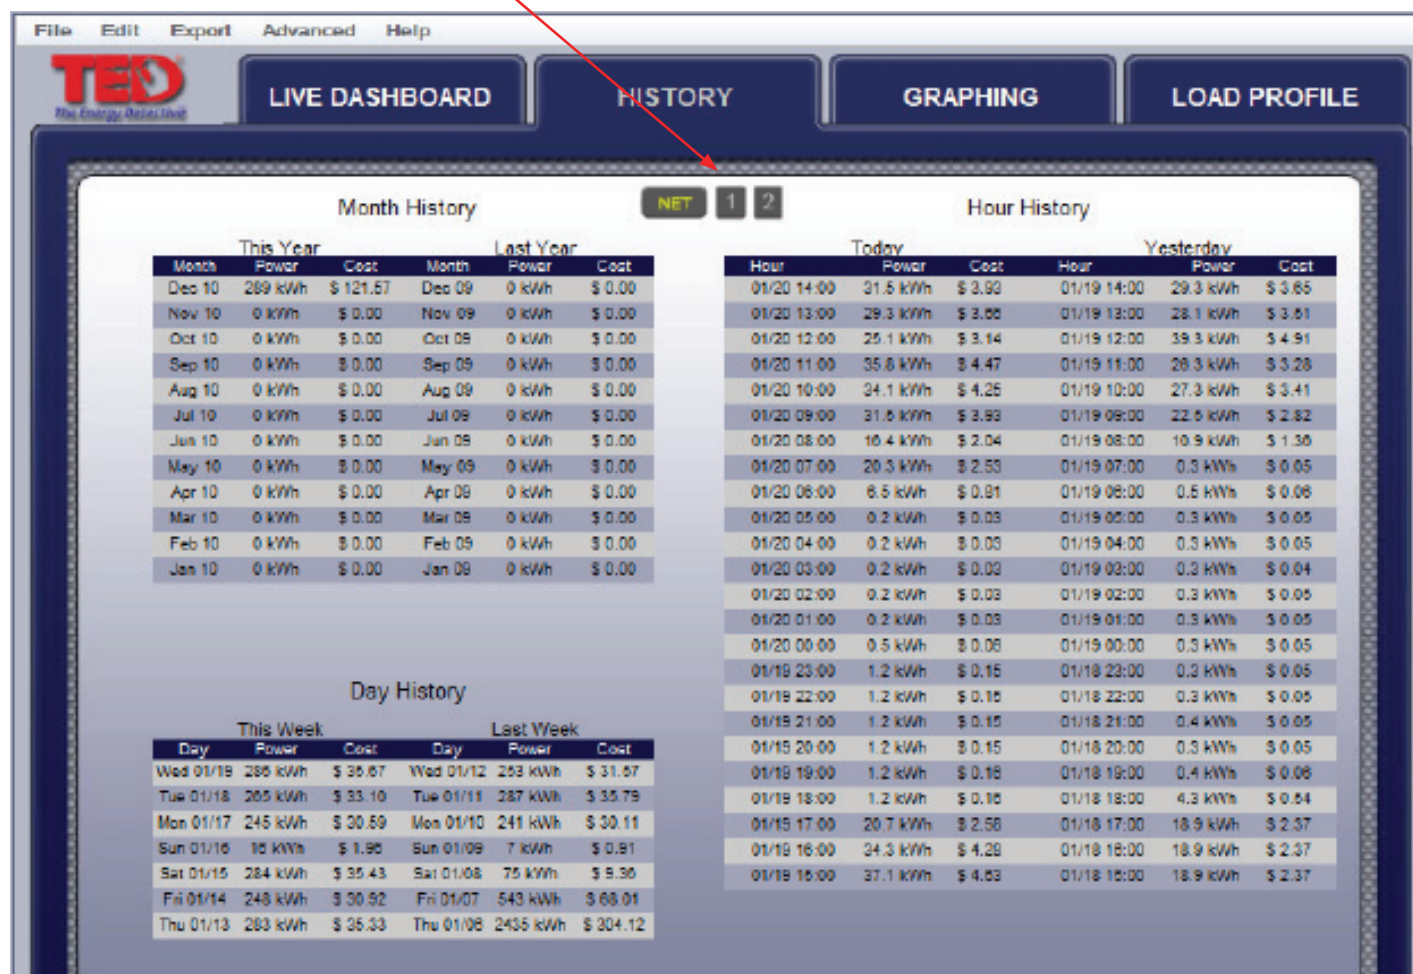 File Edit Export Advanced Help
TED
The Energy Detective
LIVE DASHBOARD HISTORY GRAPHING LOAD PROFILE
NET 1 2
Month History
This Year Last Year
Month Power Cost Month Power Cost
Dec 10 289 kWh $ 121.57 Dec 09 0 kWh $ 0.00
Nov 10 0 kWh $ 0.00 Nov 09 0 kWh $ 0.00
Oct 10 0 kWh $ 0.00 Oct 09 0 kWh $ 0.00
Sep 10 0 kWh $ 0.00 Sep 09 0 kWh $ 0.00
Aug 10 0 kWh $ 0.00 Aug 09 0 kWh $ 0.00
Jul 10 0 kWh $ 0.00 Jul 09 0 kWh $ 0.00
Jun 10 0 kWh $ 0.00 Jun 09 0 kWh $ 0.00
May 10 0 kWh $ 0.00 May 09 0 kWh $ 0.00
Apr 10 0 kWh $ 0.00 Apr 09 0 kWh $ 0.00
Mar 10 0 kWh $ 0.00 Mar 09 0 kWh $ 0.00
Feb 10 0 kWh $ 0.00 Feb 09 0 kWh $ 0.00
Jan 10 0 kWh $ 0.00 Jan 09 0 kWh $ 0.00
Day History
This Week Last Week
Day Power Cost Day Power Cost
Wed 01/19 286 kWh $ 35.67 Wed 01/12 253 kWh $ 31.57
Tue 01/18 265 kWh $ 33.10 Tue 01/11 287 kWh $ 35.79
Mon 01/17 245 kWh $ 30.59 Mon 01/10 241 kWh $ 30.11
Sun 01/16 16 kWh $ 1.96 Sun 01/09 7 kWh $ 0.91
Sat 01/15 284 kWh $ 35.43 Sat 01/08 75 kWh $ 9.36
Fri 01/14 248 kWh $ 30.92 Fri 01/07 543 kWh $ 68.01
Thu 01/13 283 kWh $ 35.33 Thu 01/06 2435 kWh $ 304.12
Hour History
Today Yesterday
Hour Power Cost Hour Power Cost
01/20 14:00 31.5 kWh $ 3.93 01/19 14:00 29.3 kWh $ 3.65
01/20 13:00 29.3 kWh $ 3.66 01/19 13:00 28.1 kWh $ 3.51
01/20 12:00 25.1 kWh $ 3.14 01/19 12:00 39.3 kWh $ 4.91
01/20 11:00 35.8 kWh $ 4.47 01/19 11:00 26.3 kWh $ 3.28
01/20 10:00 34.1 kWh $ 4.25 01/19 10:00 27.3 kWh $ 3.41
01/20 09:00 31.5 kWh $ 3.93 01/19 09:00 22.6 kWh $ 2.82
01/20 08:00 16.4 kWh $ 2.04 01/19 08:00 10.9 kWh $ 1.36
01/20 07:00 20.3 kWh $ 2.53 01/19 07:00 0.3 kWh $ 0.05
01/20 06:00 6.5 kWh $ 0.81 01/19 06:00 0.5 kWh $ 0.06
01/20 05:00 0.2 kWh $ 0.03 01/19 05:00 0.3 kWh $ 0.05
01/20 04:00 0.2 kWh $ 0.03 01/19 04:00 0.3 kWh $ 0.05
01/20 03:00 0.2 kWh $ 0.03 01/19 03:00 0.3 kWh $ 0.04
01/20 02:00 0.2 kWh $ 0.03 01/19 02:00 0.3 kWh $ 0.05
01/20 01:00 0.2 kWh $ 0.03 01/19 01:00 0.3 kWh $ 0.05
01/20 00:00 0.5 kWh $ 0.06 01/19 00:00 0.3 kWh $ 0.05
01/19 23:00 1.2 kWh $ 0.15 01/18 23:00 0.3 kWh $ 0.05
01/19 22:00 1.2 kWh $ 0.15 01/18 22:00 0.3 kWh $ 0.05
01/19 21:00 1.2 kWh $ 0.15 01/18 21:00 0.4 kWh $ 0.05
01/19 20:00 1.2 kWh $ 0.15 01/18 20:00 0.3 kWh $ 0.05
01/19 19:00 1.2 kWh $ 0.16 01/18 19:00 0.4 kWh $ 0.06
01/19 18:00 1.2 kWh $ 0.16 01/18 18:00 4.3 kWh $ 0.54
01/19 17:00 20.7 kWh $ 2.58 01/18 17:00 18.9 kWh $ 2.37
01/19 16:00 34.3 kWh $ 4.28 01/18 16:00 18.9 kWh $ 2.37
01/19 15:00 37.1 kWh $ 4.63 01/18 15:00 18.9 kWh $ 2.37